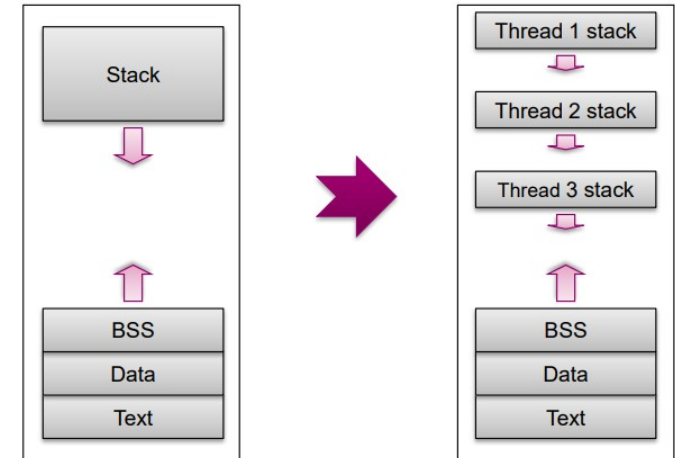 Stack
BSS
Data
Text
Thread 1 stack
Thread 2 stack
Thread 3 stack
BSS
Data
Text